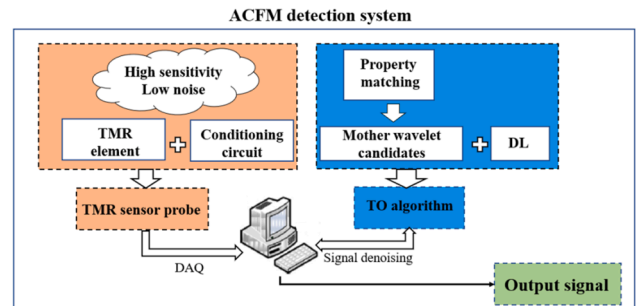 ACFM detection system
High sensitivity
Low noise
TMR
element
Conditioning
circuit
TMR sensor probe
Property
matching
Mother wavelet
candidates
DL
TO algorithm
DAQ
Signal denoising
Output signal